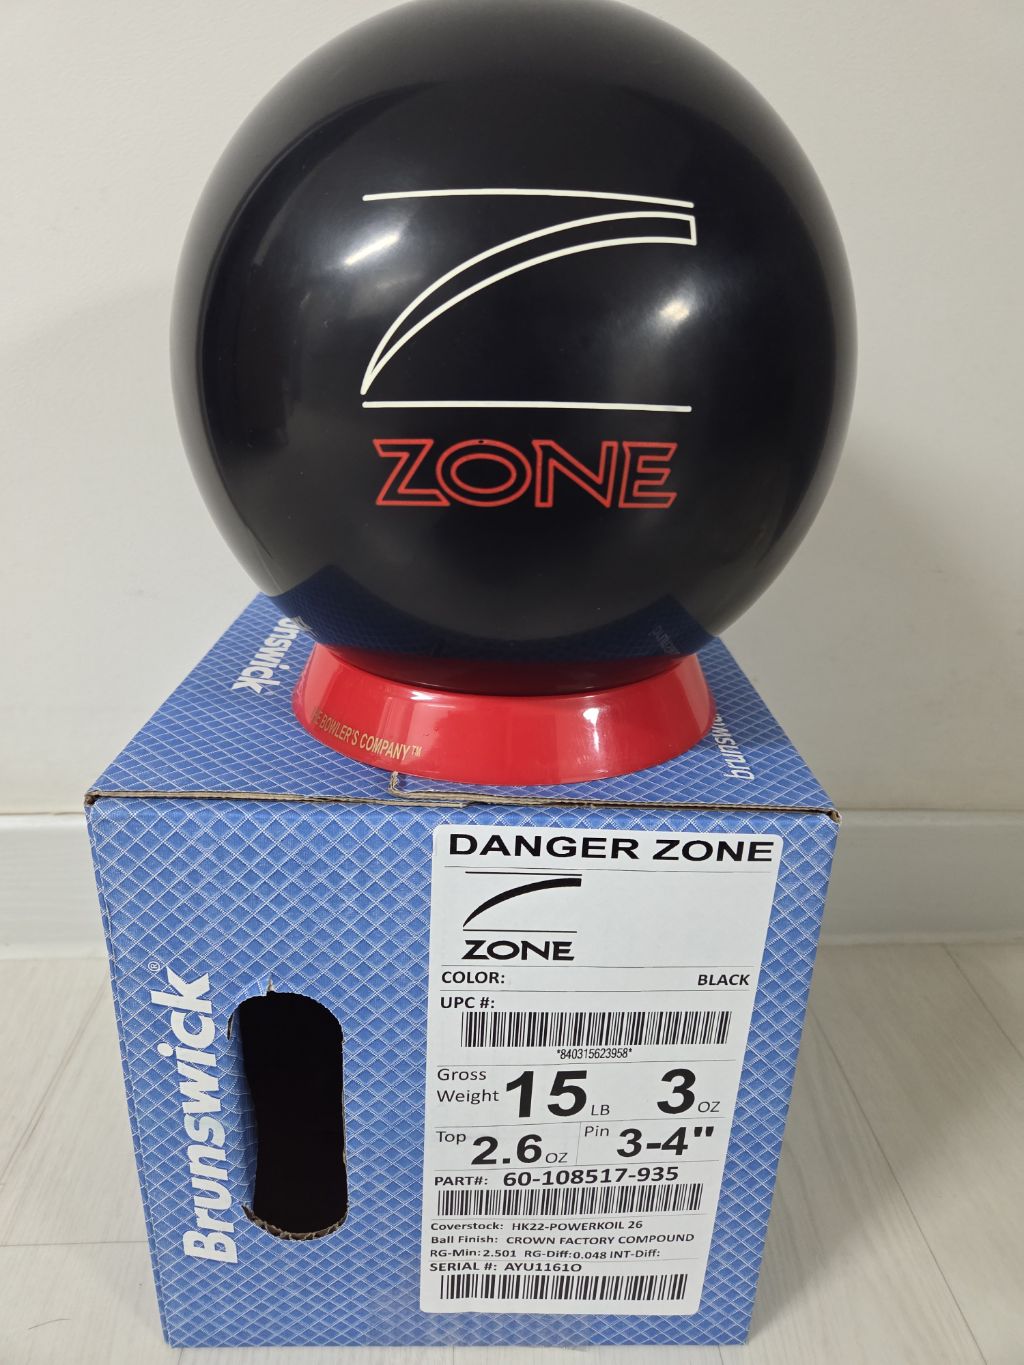 ZONE
Brunswick
brunswick
THE BOWLER'S COMPANY™
Brunswick®
DANGER ZONE
ZONE
COLOR: BLACK
UPC #:
*840315623958*
Gross Weight 15 LB 3 OZ
Top 2.6 OZ Pin 3-4"
PART#: 60-108517-935
Coverstock: HK22-POWERKOIL 26
Ball Finish: CROWN FACTORY COMPOUND
RG-Min: 2.501 RG-Diff: 0.048 INT-Diff:
SERIAL #: AYU1161O